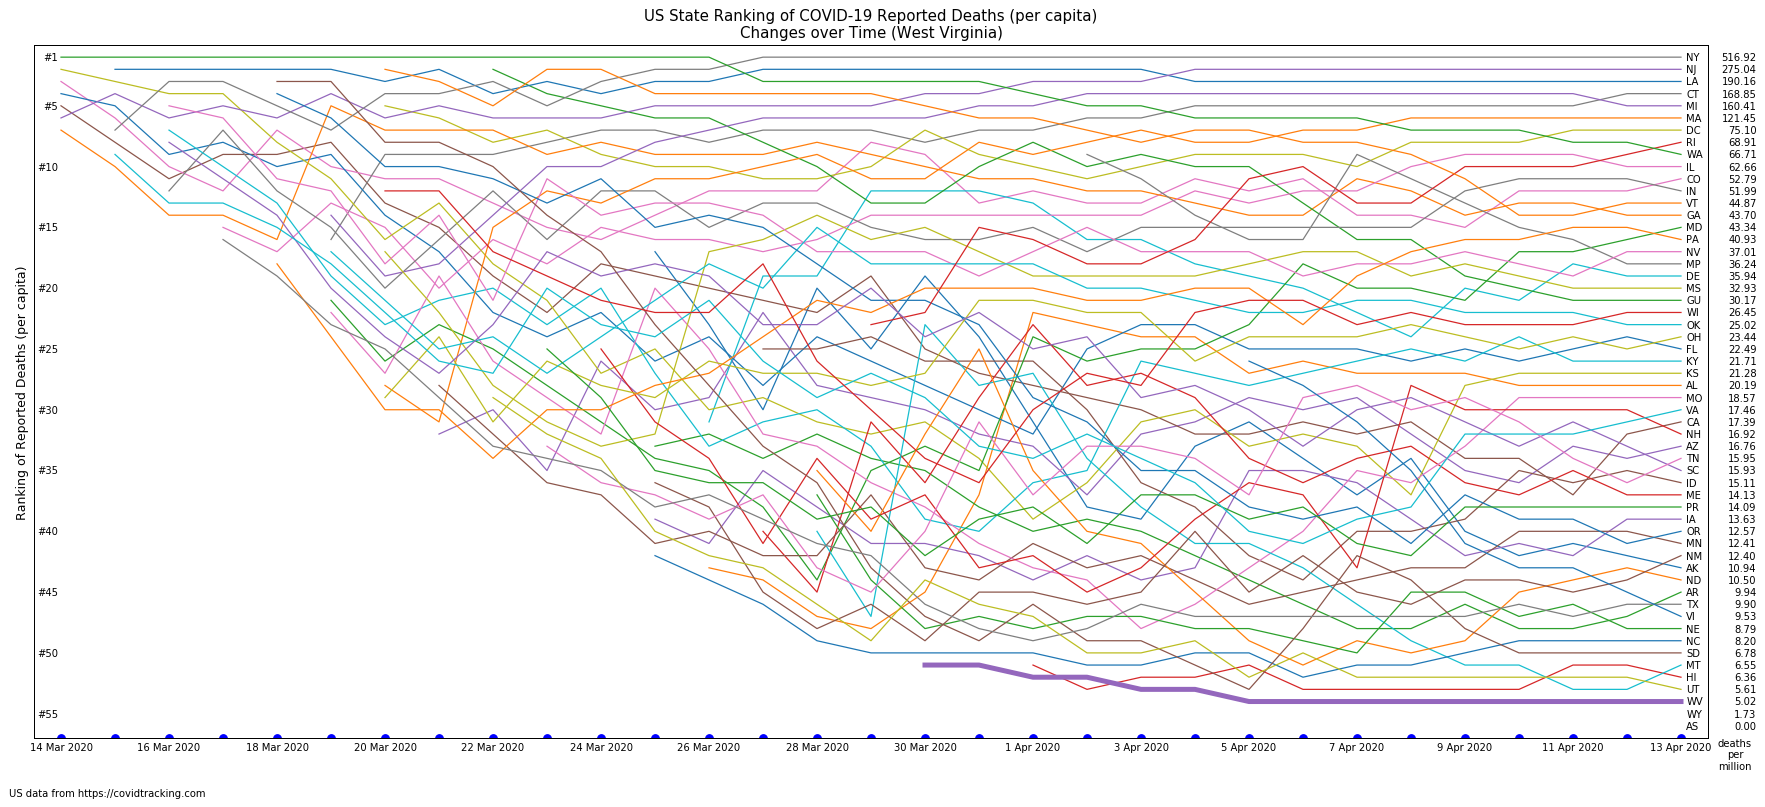 US State Ranking of COVID-19 Reported Deaths (per capita)
Changes over Time (West Virginia)
Ranking of Reported Deaths (per capita)
#1
#5
#10
#15
#20
#25
#30
#35
#40
#45
#50
#55
NY 516.92
NJ 275.04
LA 190.16
CT 168.85
MI 160.41
MA 121.45
DC 75.10
RI 68.91
WA 66.71
IL 62.66
CO 52.79
IN 51.99
VT 44.87
GA 43.70
MD 43.34
PA 40.93
NV 37.01
MP 36.24
DE 35.94
MS 32.93
GU 30.17
WI 26.45
OK 25.02
OH 23.44
FL 22.49
KY 21.71
KS 21.28
AL 20.19
MO 18.57
VA 17.46
CA 17.39
NH 16.92
AZ 16.76
TN 15.95
SC 15.93
ID 15.11
ME 14.13
PR 14.09
IA 13.63
OR 12.57
MN 12.41
NM 12.40
AK 10.94
ND 10.50
AR 9.94
TX 9.90
VI 9.53
NE 8.79
NC 8.20
SD 6.78
MT 6.55
HI 6.36
UT 5.61
WV 5.02
WY 1.73
AS 0.00
14 Mar 2020 16 Mar 2020 18 Mar 2020 20 Mar 2020 22 Mar 2020 24 Mar 2020 26 Mar 2020 28 Mar 2020 30 Mar 2020 1 Apr 2020 3 Apr 2020 5 Apr 2020 7 Apr 2020 9 Apr 2020 11 Apr 2020 13 Apr 2020
deaths
per
million
US data from https://covidtracking.com